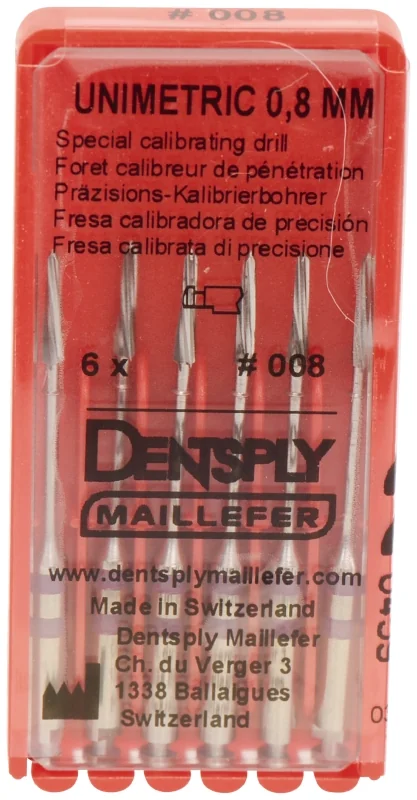 # 008
UNIMETRIC 0,8 MM
Special calibrating drill
Foret calibreur de pénétration
Präzisions-Kalibrierbohrer
Fresa calibradora de precisión
Fresa calibrata di precisione
6 x # 008
DENTSPLY
MAILLEFER
www.dentsplymaillefer.com
Made in Switzerland
Dentsply Maillefer
Ch. du Verger 3
1338 Ballaigues
Switzerland